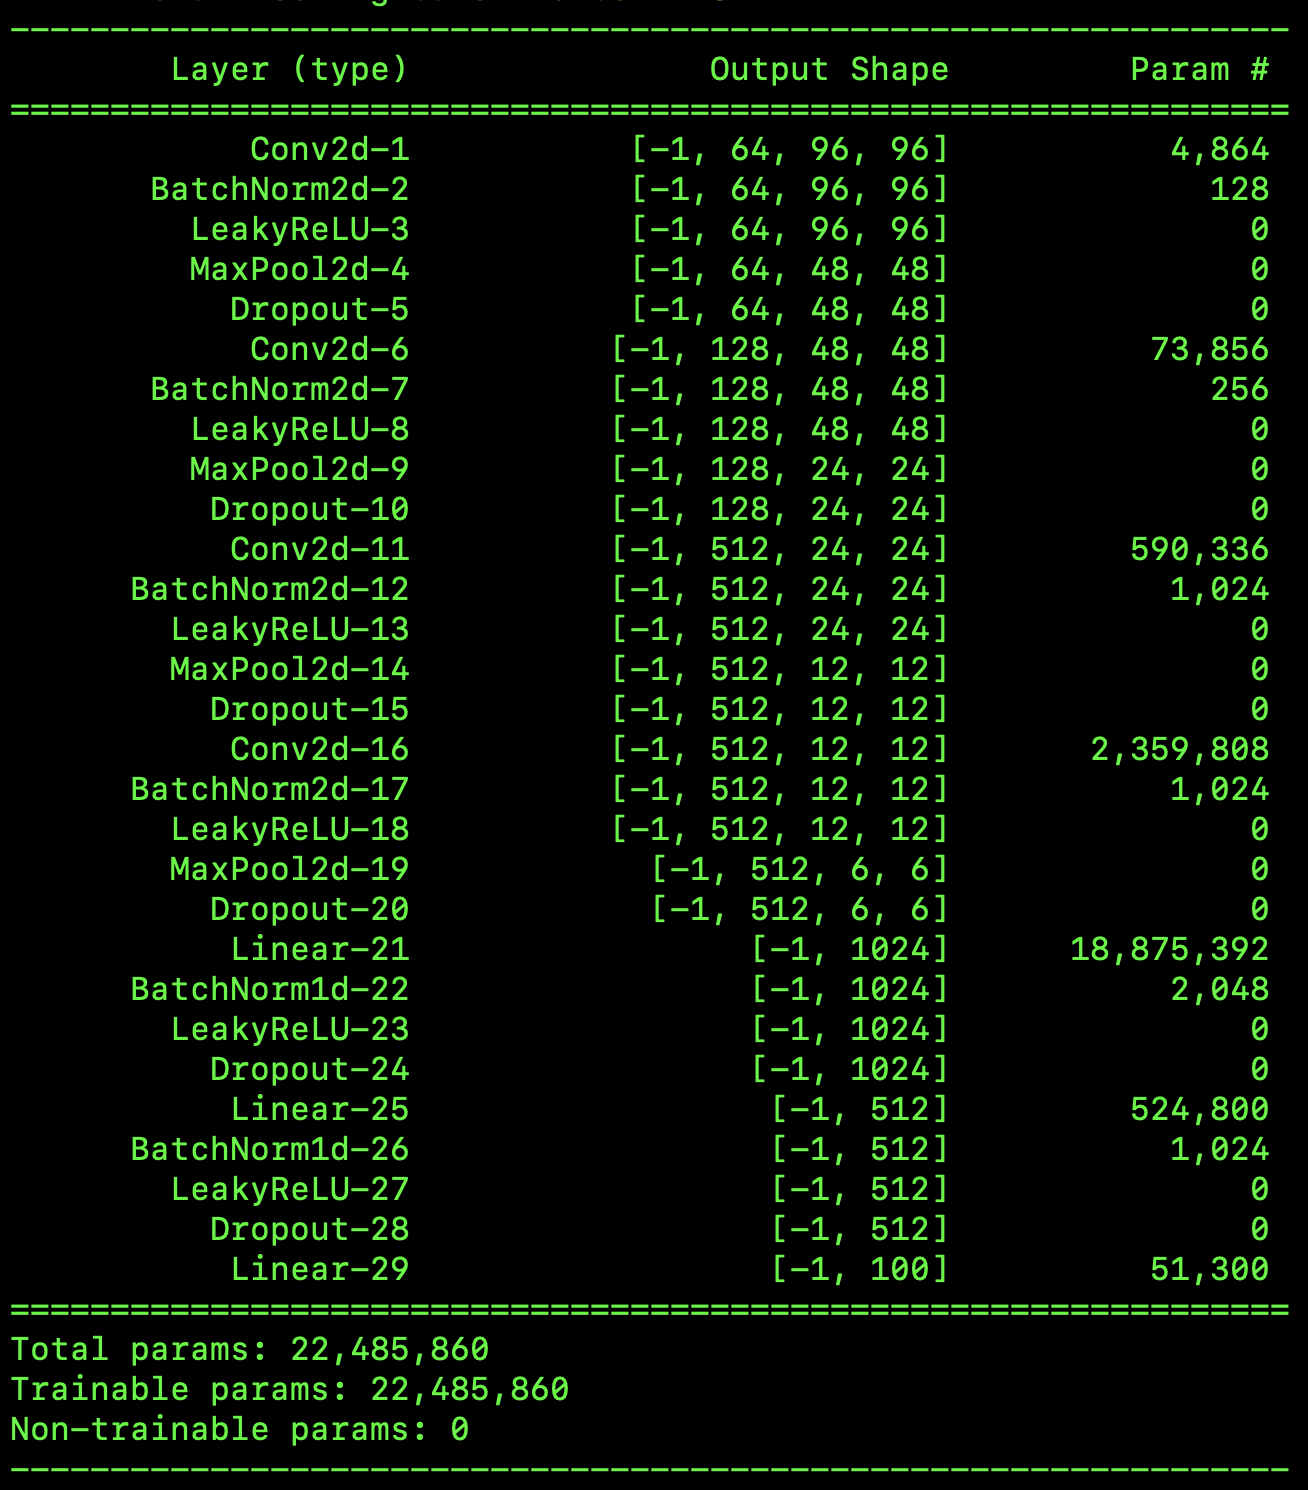 ----------------------------------------------------------------
Layer (type) Output Shape Param #
================================================================
Conv2d-1 [-1, 64, 96, 96] 4,864
BatchNorm2d-2 [-1, 64, 96, 96] 128
LeakyReLU-3 [-1, 64, 96, 96] 0
MaxPool2d-4 [-1, 64, 48, 48] 0
Dropout-5 [-1, 64, 48, 48] 0
Conv2d-6 [-1, 128, 48, 48] 73,856
BatchNorm2d-7 [-1, 128, 48, 48] 256
LeakyReLU-8 [-1, 128, 48, 48] 0
MaxPool2d-9 [-1, 128, 24, 24] 0
Dropout-10 [-1, 128, 24, 24] 0
Conv2d-11 [-1, 512, 24, 24] 590,336
BatchNorm2d-12 [-1, 512, 24, 24] 1,024
LeakyReLU-13 [-1, 512, 24, 24] 0
MaxPool2d-14 [-1, 512, 12, 12] 0
Dropout-15 [-1, 512, 12, 12] 0
Conv2d-16 [-1, 512, 12, 12] 2,359,808
BatchNorm2d-17 [-1, 512, 12, 12] 1,024
LeakyReLU-18 [-1, 512, 12, 12] 0
MaxPool2d-19 [-1, 512, 6, 6] 0
Dropout-20 [-1, 512, 6, 6] 0
Linear-21 [-1, 1024] 18,875,392
BatchNorm1d-22 [-1, 1024] 2,048
LeakyReLU-23 [-1, 1024] 0
Dropout-24 [-1, 1024] 0
Linear-25 [-1, 512] 524,800
BatchNorm1d-26 [-1, 512] 1,024
LeakyReLU-27 [-1, 512] 0
Dropout-28 [-1, 512] 0
Linear-29 [-1, 100] 51,300
================================================================
Total params: 22,485,860
Trainable params: 22,485,860
Non-trainable params: 0
----------------------------------------------------------------